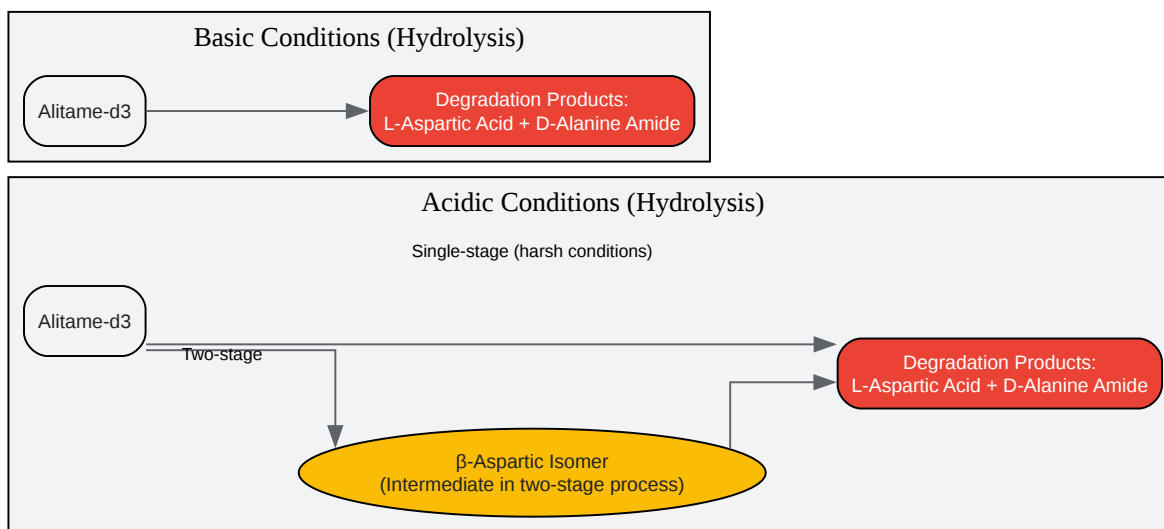 Basic Conditions (Hydrolysis)
Alitame-d3
Degradation Products:
L-Aspartic Acid + D-Alanine Amide
Acidic Conditions (Hydrolysis)
Single-stage (harsh conditions)
Alitame-d3
Two-stage
Degradation Products:
L-Aspartic Acid + D-Alanine Amide
β-Aspartic Isomer
(Intermediate in two-stage process)